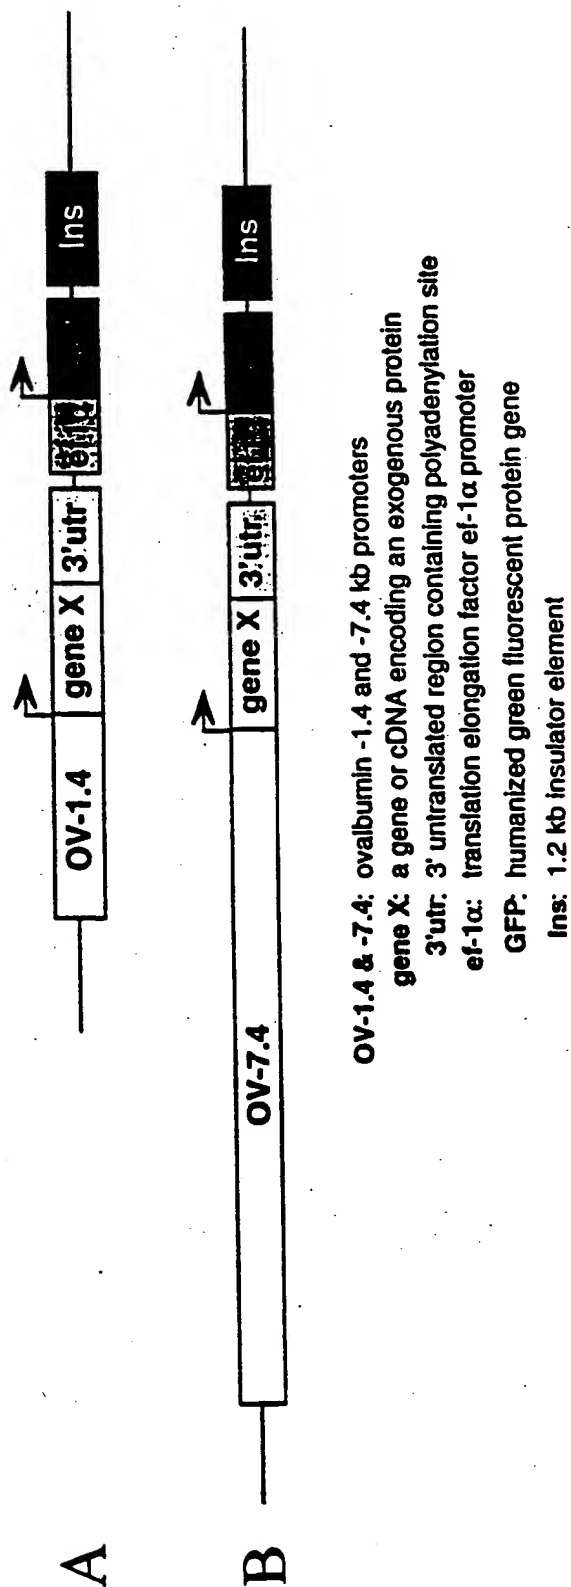 A
OV-1.4
gene X
3'utr
ef-1α
Ins
B
OV-7.4
gene X
3'utr
Ins
OV-1.4 & -7.4: ovalbumin -1.4 and -7.4 kb promoters
gene X: a gene or cDNA encoding an exogenous protein
3'utr: 3' untranslated region containing polyadenylation site
ef-1α: translation elongation factor ef-1α promoter
GFP: humanized green fluorescent protein gene
Ins: 1.2 kb insulator element